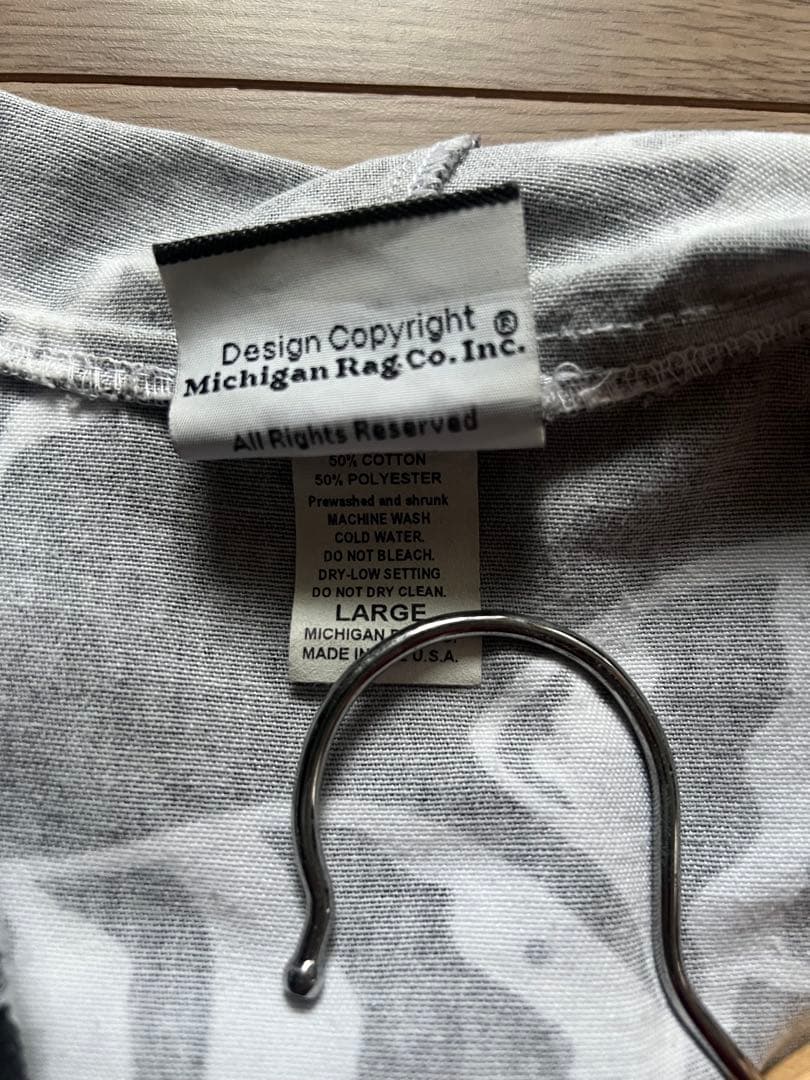 Design Copyright ®
Michigan Rag Co. Inc.
All Rights Reserved
50% COTTON
50% POLYESTER
Prewashed and shrunk
MACHINE WASH
COLD WATER.
DO NOT BLEACH.
DRY-LOW SETTING
DO NOT DRY CLEAN.
LARGE
MICHIGAN
MADE IN U.S.A.